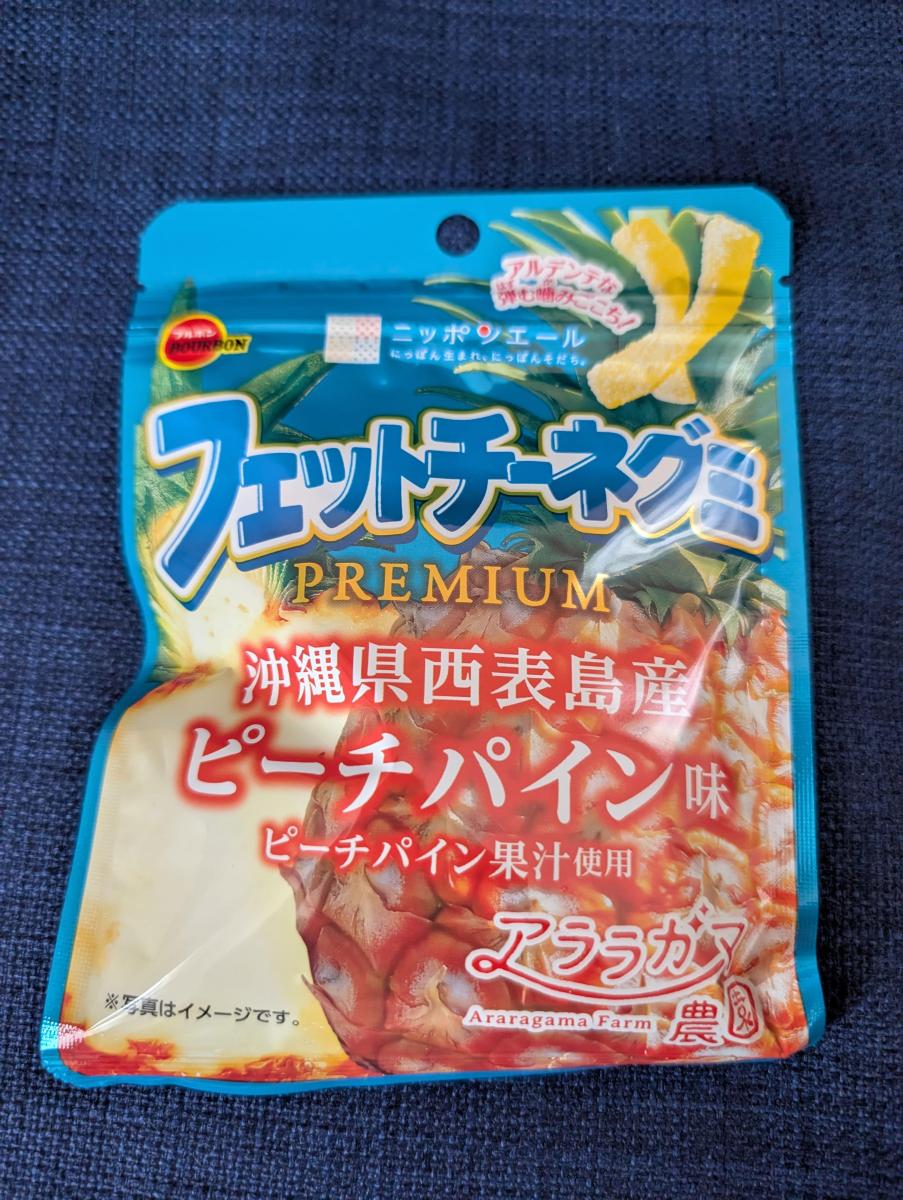 アルデンテな
弾む噛みごこち!
ブルボン
BOURBON
ニッポンエール
にっぽん生まれ、にっぽんそだち。
フェットチーネグミ
PREMIUM
沖縄県西表島産
ピーチパイン味
ピーチパイン果汁使用
アララガマ
Araragama Farm
農園
※写真はイメージです。